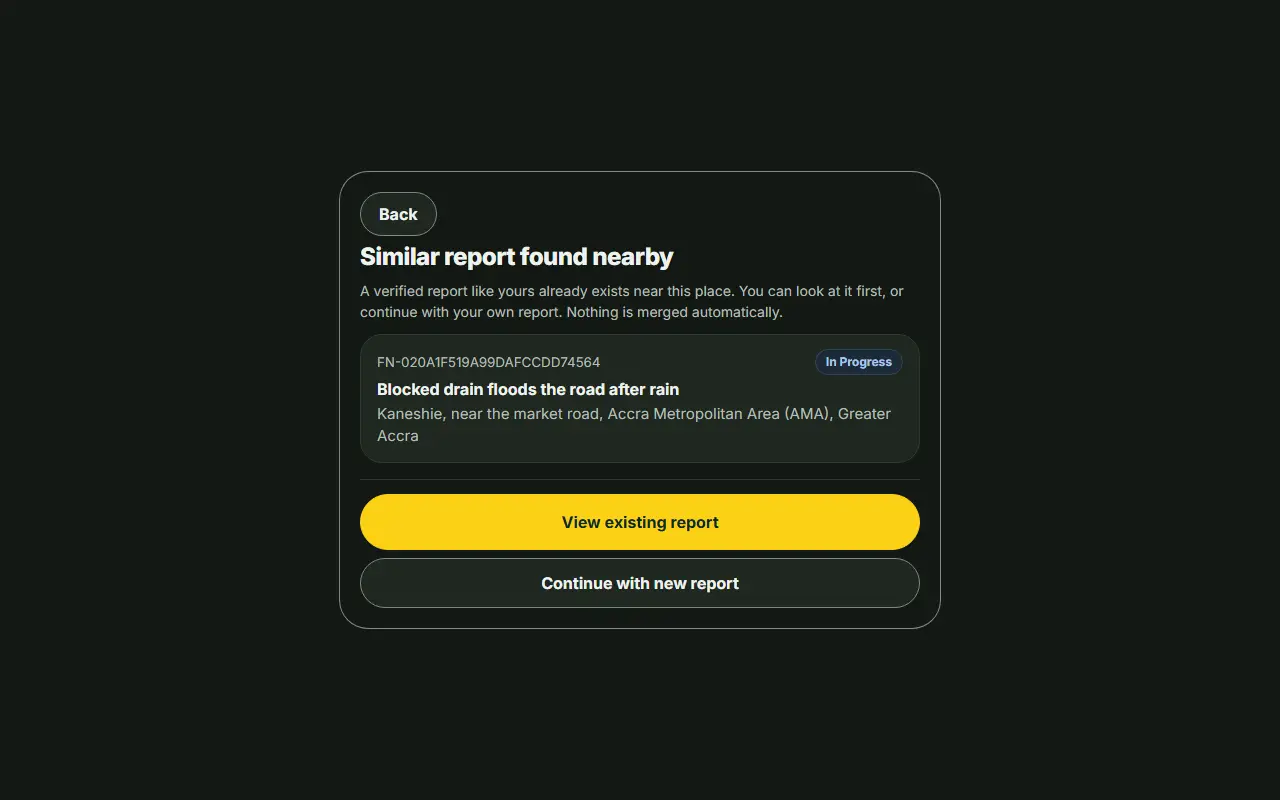 Back
Similar report found nearby
A verified report like yours already exists near this place. You can look at it first, or
continue with your own report. Nothing is merged automatically.
FN-020A1F519A99DAFCCDD74564
In Progress
Blocked drain floods the road after rain
Kaneshie, near the market road, Accra Metropolitan Area (AMA), Greater
Accra
View existing report
Continue with new report